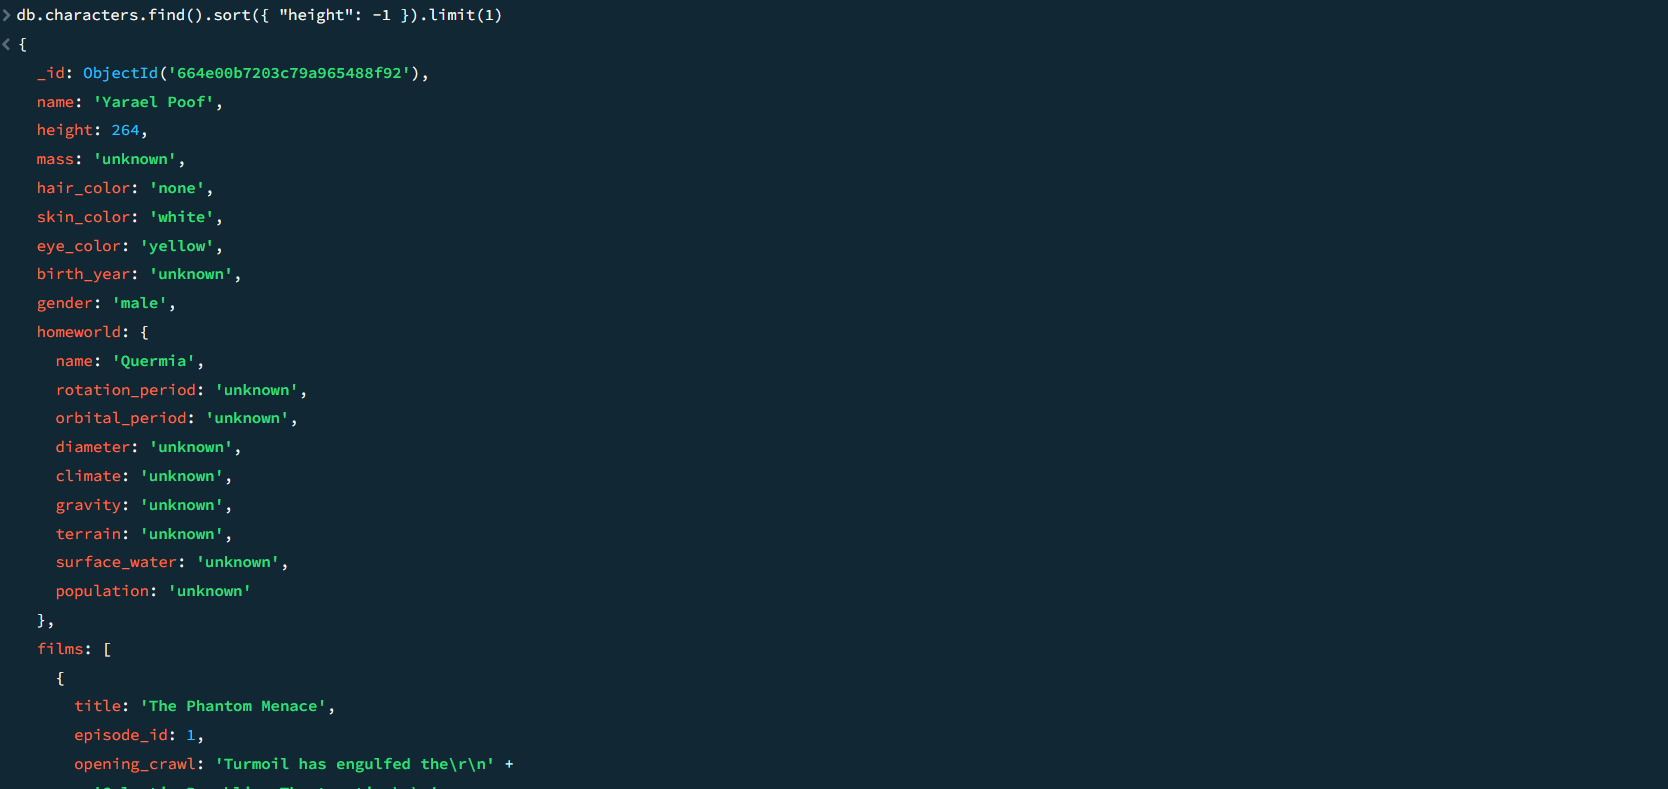 > db.characters.find().sort({ "height": -1 }).limit(1)
< {
_id: ObjectId('664e00b7203c79a965488f92'),
name: 'Yarael Poof',
height: 264,
mass: 'unknown',
hair_color: 'none',
skin_color: 'white',
eye_color: 'yellow',
birth_year: 'unknown',
gender: 'male',
homeworld: {
name: 'Quermia',
rotation_period: 'unknown',
orbital_period: 'unknown',
diameter: 'unknown',
climate: 'unknown',
gravity: 'unknown',
terrain: 'unknown',
surface_water: 'unknown',
population: 'unknown'
},
films: [
{
title: 'The Phantom Menace',
episode_id: 1,
opening_crawl: 'Turmoil has engulfed the\r\n' +